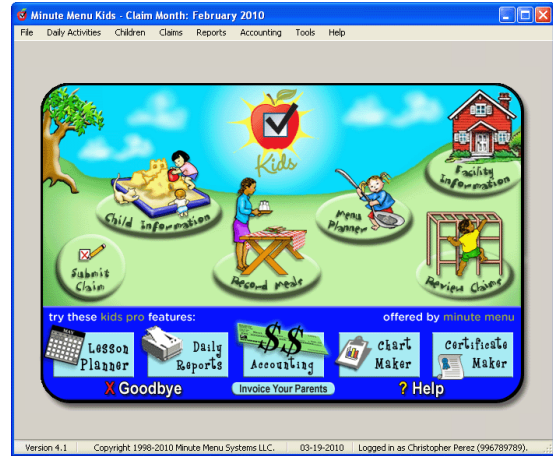 Minute Menu Kids - Claim Month: February 2010
File Daily Activities Children Claims Reports Accounting Tools Help
Kids
Facility
Information
Child Information
Menu
Planner
Submit
Claim
Record Meals
Review Claims
try these kids pro features:
offered by minute menu
MAY
Lesson
Planner
Daily
Reports
$$
Accounting
Chart
Maker
Certificate
Maker
X Goodbye
Invoice Your Parents
? Help
Version 4.1 Copyright 1998-2010 Minute Menu Systems LLC. 03-19-2010 Logged in as Christopher Perez (996789789).